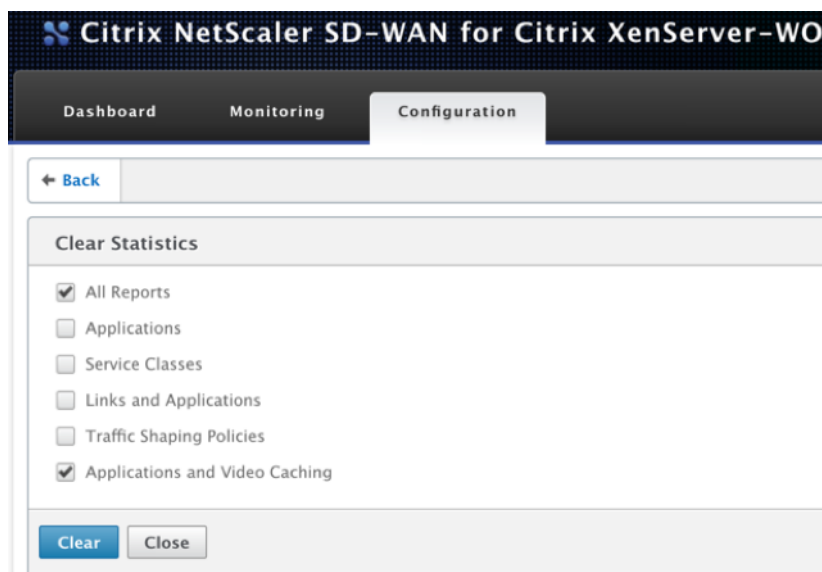 Citrix NetScaler SD-WAN for Citrix XenServer-WO
Dashboard Monitoring Configuration
Back
Clear Statistics
All Reports
Applications
Service Classes
Links and Applications
Traffic Shaping Policies
Applications and Video Caching
Clear Close